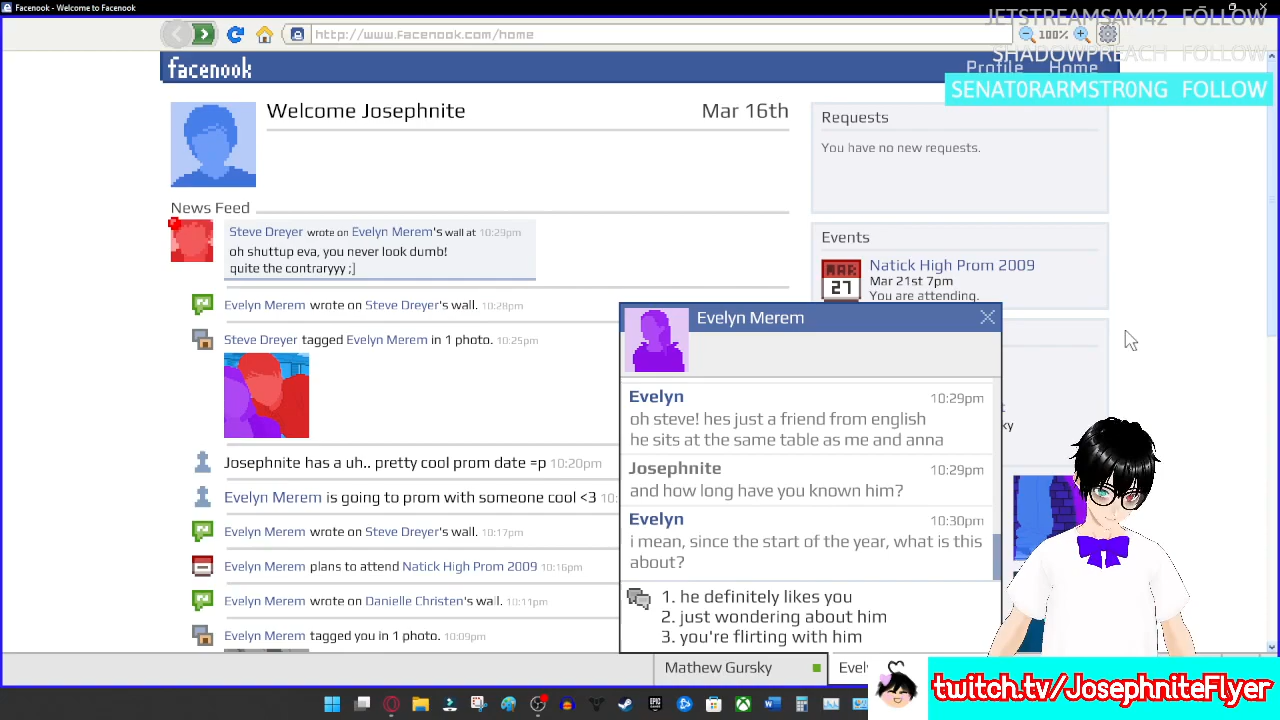 Facenook - Welcome to Facenook
JETSTREAMSAM42 FOLLOW
http://www.facenook.com/home
100%
SHADOWPREACH FOLLOW
facenook
Profile Home
SENAT0RARMSTR0NG FOLLOW
Welcome Josephnite
Mar 16th
Requests
You have no new requests.
News Feed
Steve Dreyer wrote on Evelyn Merem's wall at 10:29pm
oh shuttup eva, you never look dumb!
quite the contraryyy ;]
Events
MAR
27
Natick High Prom 2009
Mar 21st 7pm
You are attending.
Evelyn Merem wrote on Steve Dreyer's wall. 10:28pm
Steve Dreyer tagged Evelyn Merem in 1 photo. 10:25pm
Josephnite has a uh.. pretty cool prom date =p 10:20pm
Evelyn Merem is going to prom with someone cool <3 10:
Evelyn Merem wrote on Steve Dreyer's wall. 10:17pm
Evelyn Merem plans to attend Natick High Prom 2009 10:16pm
Evelyn Merem wrote on Danielle Christen's wall. 10:11pm
Evelyn Merem tagged you in 1 photo. 10:09pm
Evelyn Merem
Evelyn 10:29pm
oh steve! hes just a friend from english
he sits at the same table as me and anna
Josephnite 10:29pm
and how long have you known him?
Evelyn 10:30pm
i mean, since the start of the year, what is this
about?
1. he definitely likes you
2. just wondering about him
3. you're flirting with him
ky
Mathew Gursky
Evel
twitch.tv/JosephniteFlyer